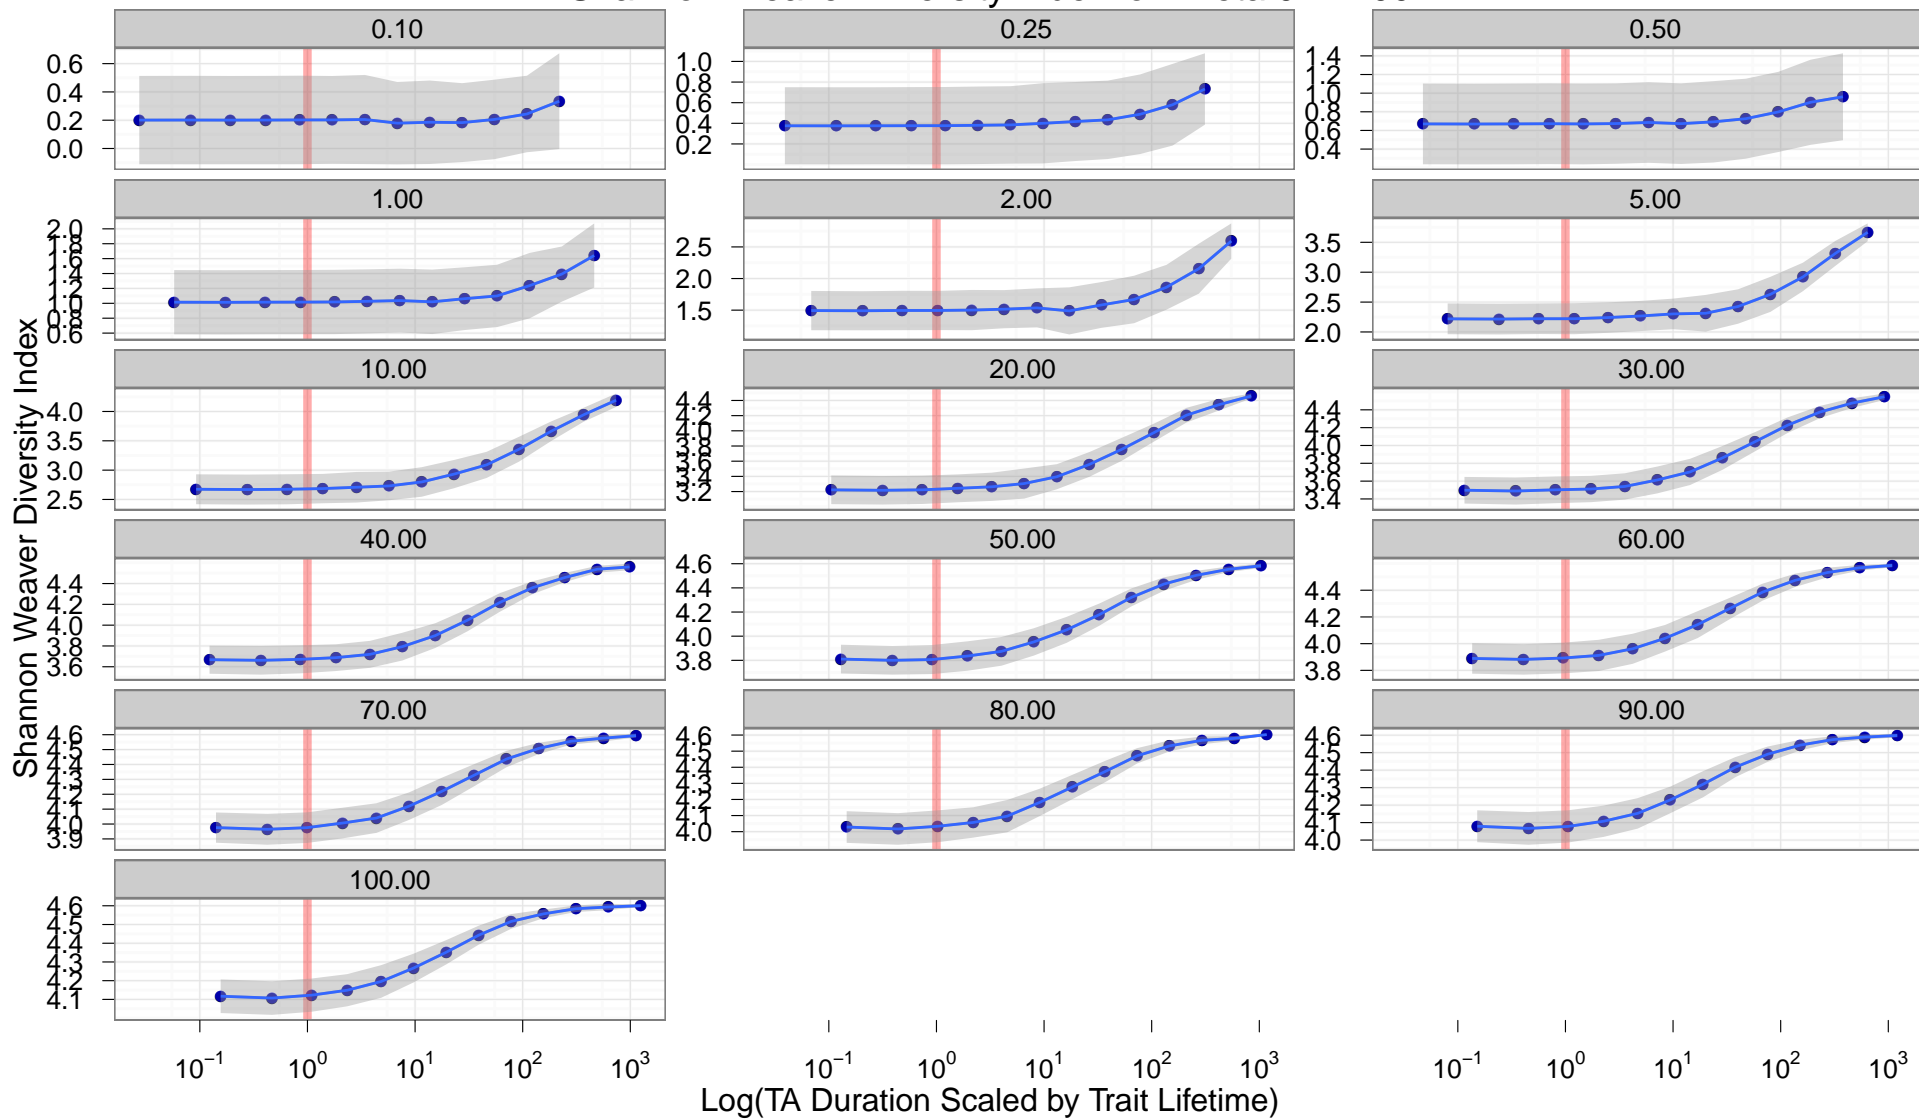 0.10 0.25 0.50
0.6 0.4 0.2 0.0
1.0 0.8 0.6 0.4 0.2
1.4 1.2 1.0 0.8 0.6 0.4
1.00 2.00 5.00
2.0 1.8 1.6 1.4 1.2 1.0 0.8 0.6
2.5 2.0 1.5
3.5 3.0 2.5 2.0
10.00 20.00 30.00
4.0 3.5 3.0 2.5
4.4 4.2 4.0 3.8 3.6 3.4 3.2
4.4 4.2 4.0 3.8 3.6 3.4
40.00 50.00 60.00
4.4 4.2 4.0 3.8 3.6
4.6 4.4 4.2 4.0 3.8
4.4 4.2 4.0 3.8
70.00 80.00 90.00
4.6 4.5 4.4 4.3 4.2 4.1 4.0 3.9
4.6 4.5 4.4 4.3 4.2 4.1 4.0
4.6 4.5 4.4 4.3 4.2 4.1 4.0
100.00
4.6 4.5 4.4 4.3 4.2 4.1
10⁻¹ 10⁰ 10¹ 10² 10³ 10⁻¹ 10⁰ 10¹ 10² 10³ 10⁻¹ 10⁰ 10¹ 10² 10³
Log(TA Duration Scaled by Trait Lifetime)
Shannon Weaver Diversity Index